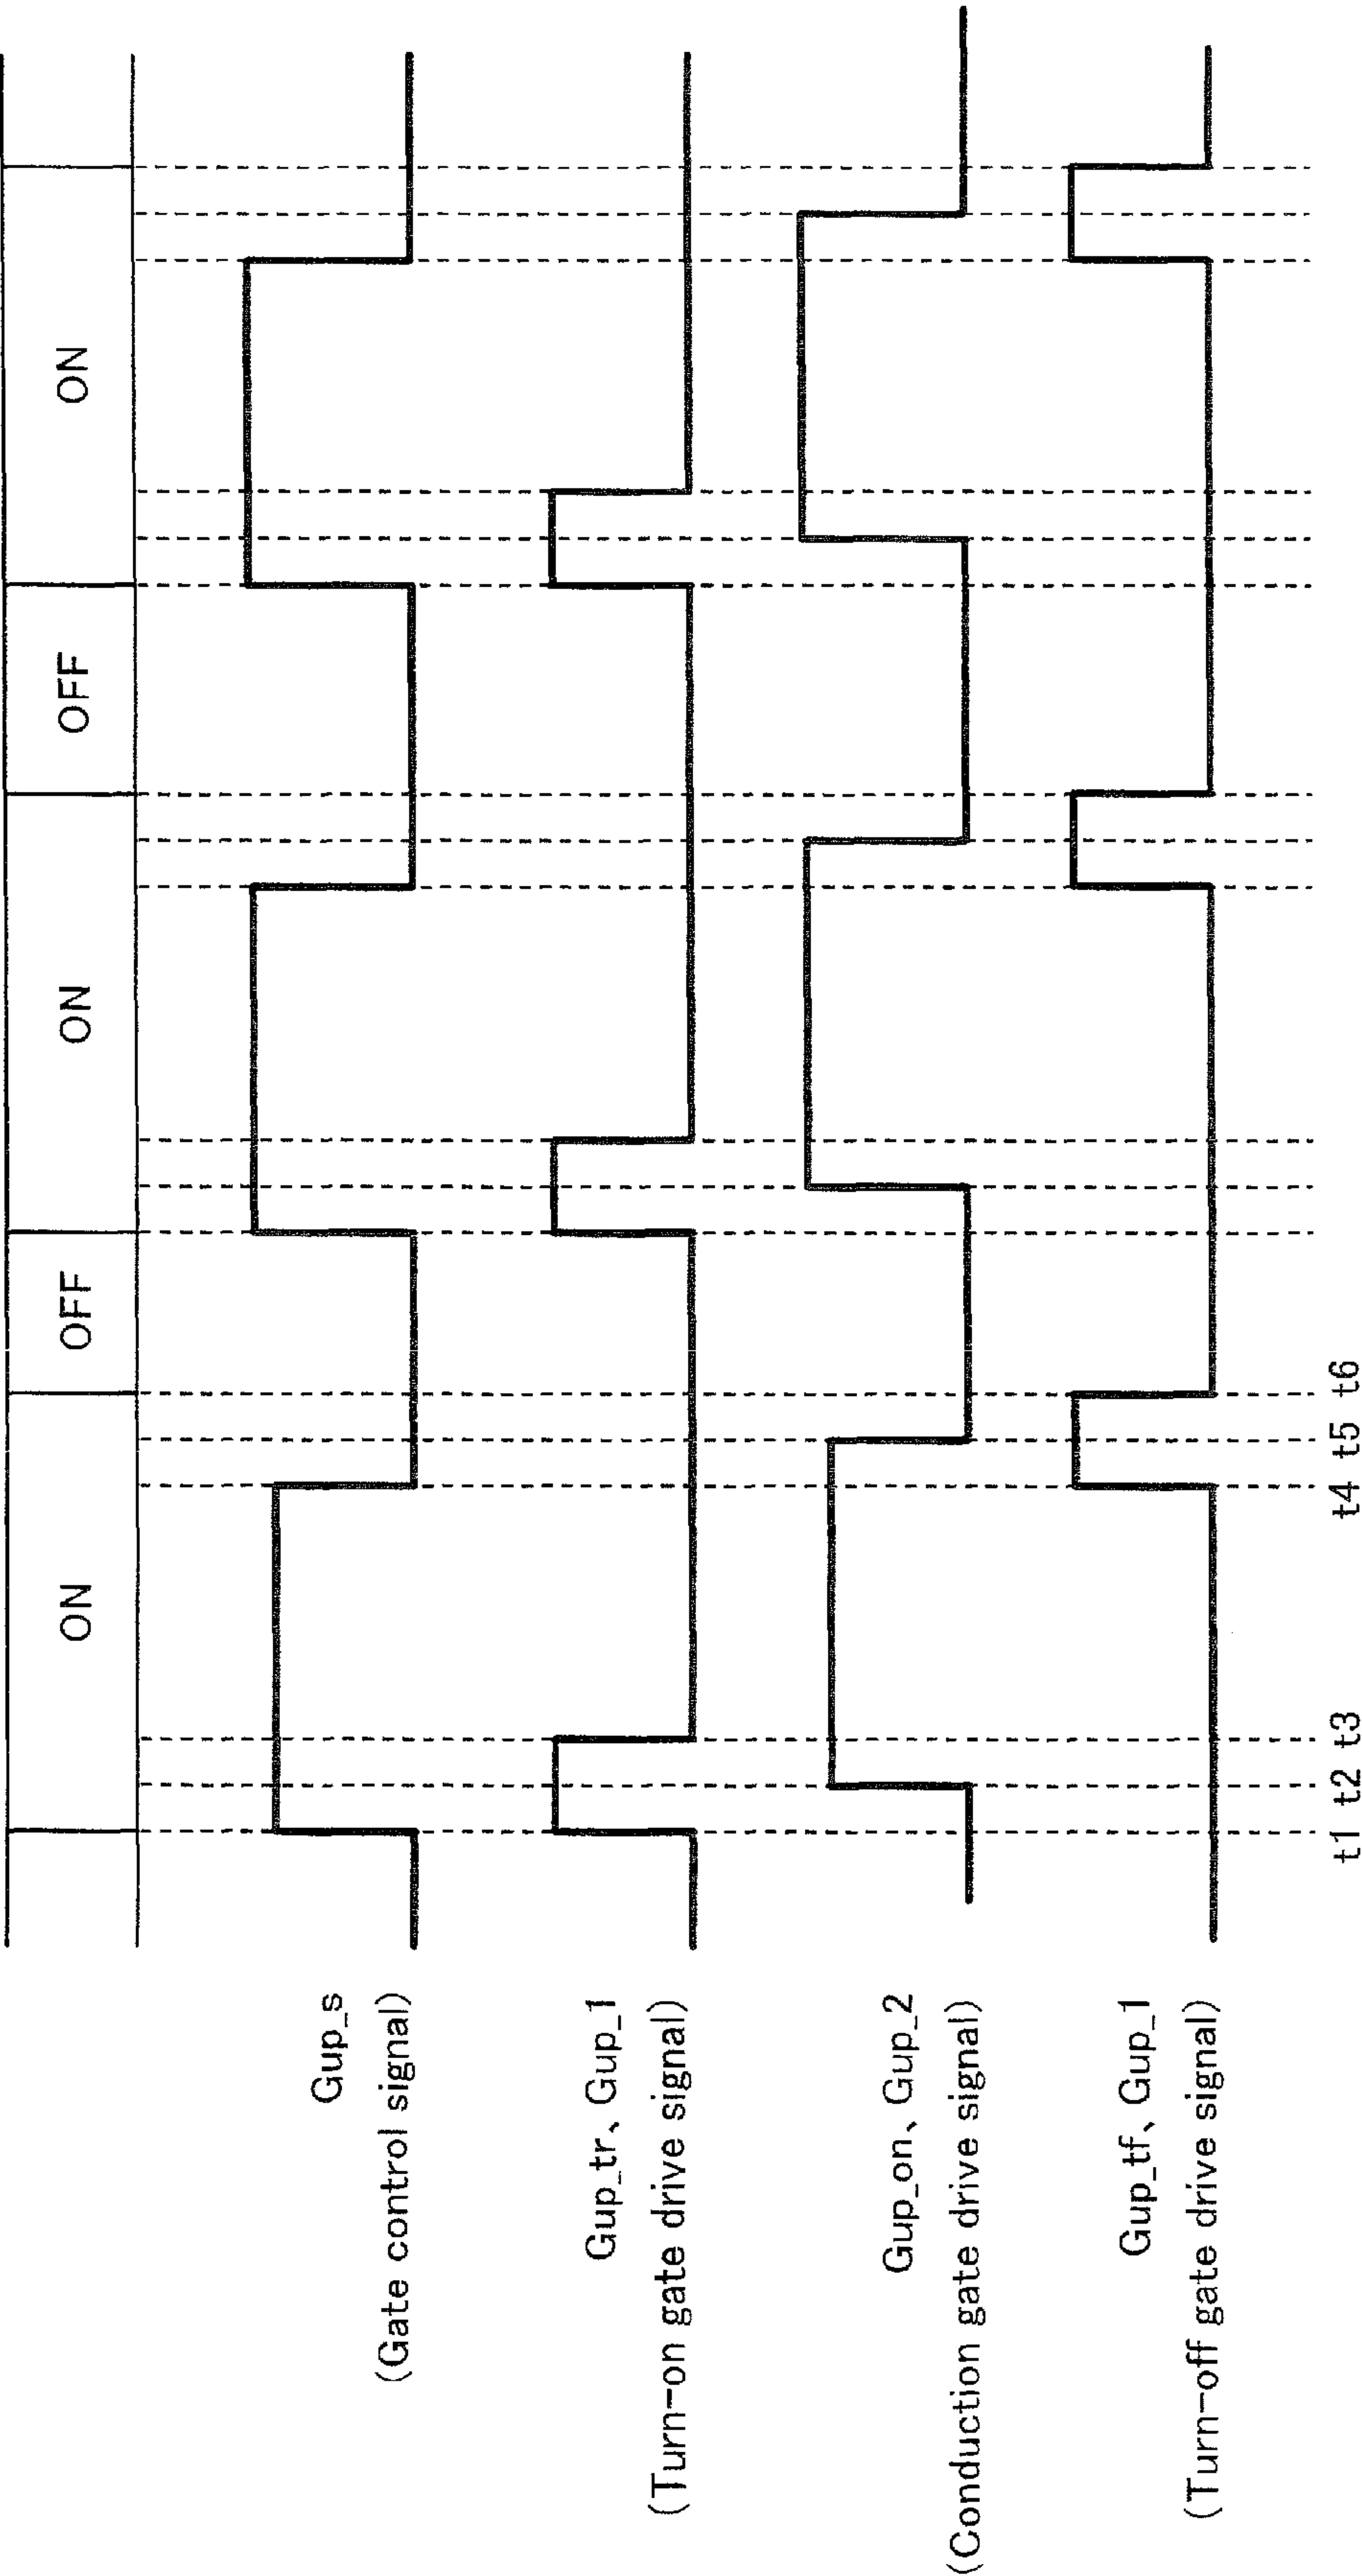 ON OFF ON OFF ON
Gup_s
(Gate control signal)
Gup_tr、Gup_1
(Turn-on gate drive signal)
Gup_on、Gup_2
(Conduction gate drive signal)
Gup_tf、Gup_1
(Turn-off gate drive signal)
t1 t2 t3 t4 t5 t6